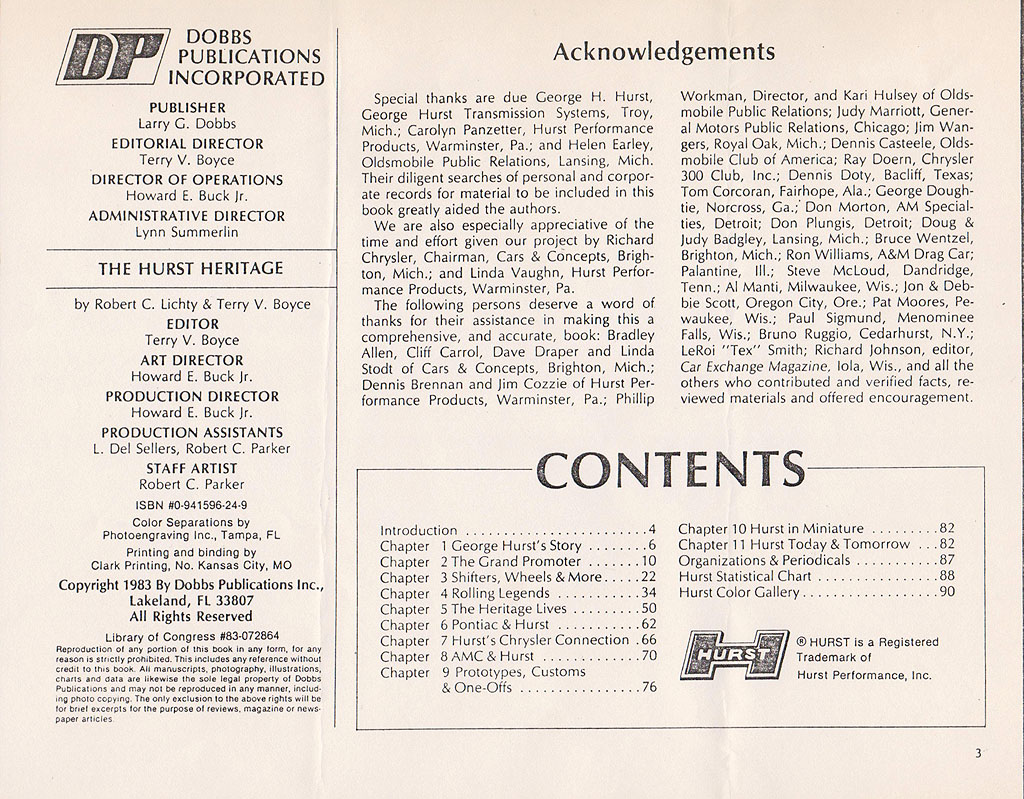 DP
DOBBS
PUBLICATIONS
INCORPORATED
PUBLISHER
Larry G. Dobbs
EDITORIAL DIRECTOR
Terry V. Boyce
DIRECTOR OF OPERATIONS
Howard E. Buck Jr.
ADMINISTRATIVE DIRECTOR
Lynn Summerlin
THE HURST HERITAGE
by Robert C. Lichty & Terry V. Boyce
EDITOR
Terry V. Boyce
ART DIRECTOR
Howard E. Buck Jr.
PRODUCTION DIRECTOR
Howard E. Buck Jr.
PRODUCTION ASSISTANTS
L. Del Sellers, Robert C. Parker
STAFF ARTIST
Robert C. Parker
ISBN #0-941596-24-9
Color Separations by
Photoengraving Inc., Tampa, FL
Printing and binding by
Clark Printing, No. Kansas City, MO
Copyright 1983 By Dobbs Publications Inc.,
Lakeland, FL 33807
All Rights Reserved
Library of Congress #83-072864
Reproduction of any portion of this book in any form, for any
reason is strictly prohibited. This includes any reference without
credit to this book. All manuscripts, photography, illustrations,
charts and data are likewise the sole legal property of Dobbs
Publications and may not be reproduced in any manner, includ-
ing photo copying. The only exclusion to the above rights will be
for brief excerpts for the purpose of reviews, magazine or news-
paper articles.
Acknowledgements
Special thanks are due George H. Hurst,
George Hurst Transmission Systems, Troy,
Mich.; Carolyn Panzetter, Hurst Performance
Products, Warminster, Pa.; and Helen Earley,
Oldsmobile Public Relations, Lansing, Mich.
Their diligent searches of personal and corpor-
ate records for material to be included in this
book greatly aided the authors.
We are also especially appreciative of the
time and effort given our project by Richard
Chrysler, Chairman, Cars & Concepts, Brigh-
ton, Mich.; and Linda Vaughn, Hurst Perfor-
mance Products, Warminster, Pa.
The following persons deserve a word of
thanks for their assistance in making this a
comprehensive, and accurate, book: Bradley
Allen, Cliff Carrol, Dave Draper and Linda
Stodt of Cars & Concepts, Brighton, Mich.;
Dennis Brennan and Jim Cozzie of Hurst Per-
formance Products, Warminster, Pa.; Phillip
Workman, Director, and Kari Hulsey of Olds-
mobile Public Relations; Judy Marriott, Gener-
al Motors Public Relations, Chicago; Jim Wan-
gers, Royal Oak, Mich.; Dennis Casteele, Olds-
mobile Club of America; Ray Doern, Chrysler
300 Club, Inc.; Dennis Doty, Bacliff, Texas;
Tom Corcoran, Fairhope, Ala.; George Dough-
tie, Norcross, Ga.; Don Morton, AM Special-
ties, Detroit; Don Plungis, Detroit; Doug &
Judy Badgley, Lansing, Mich.; Bruce Wentzel,
Brighton, Mich.; Ron Williams, A&M Drag Car;
Palantine, Ill.; Steve McLoud, Dandridge,
Tenn.; Al Manti, Milwaukee, Wis.; Jon & Deb-
bie Scott, Oregon City, Ore.; Pat Moores, Pe-
waukee, Wis.; Paul Sigmund, Menominee
Falls, Wis.; Bruno Ruggio, Cedarhurst, N.Y.;
LeRoi "Tex" Smith; Richard Johnson, editor,
Car Exchange Magazine, Iola, Wis., and all the
others who contributed and verified facts, re-
viewed materials and offered encouragement.
CONTENTS
Introduction ........................4
Chapter 1 George Hurst's Story ........6
Chapter 2 The Grand Promoter .......10
Chapter 3 Shifters, Wheels & More.....22
Chapter 4 Rolling Legends ...........34
Chapter 5 The Heritage Lives .........50
Chapter 6 Pontiac & Hurst ...........62
Chapter 7 Hurst's Chrysler Connection .66
Chapter 8 AMC & Hurst .............70
Chapter 9 Prototypes, Customs
& One-Offs ................76
Chapter 10 Hurst in Miniature .........82
Chapter 11 Hurst Today & Tomorrow ...82
Organizations & Periodicals ...........87
Hurst Statistical Chart ................88
Hurst Color Gallery..................90
HURST
® HURST is a Registered
Trademark of
Hurst Performance, Inc.
3